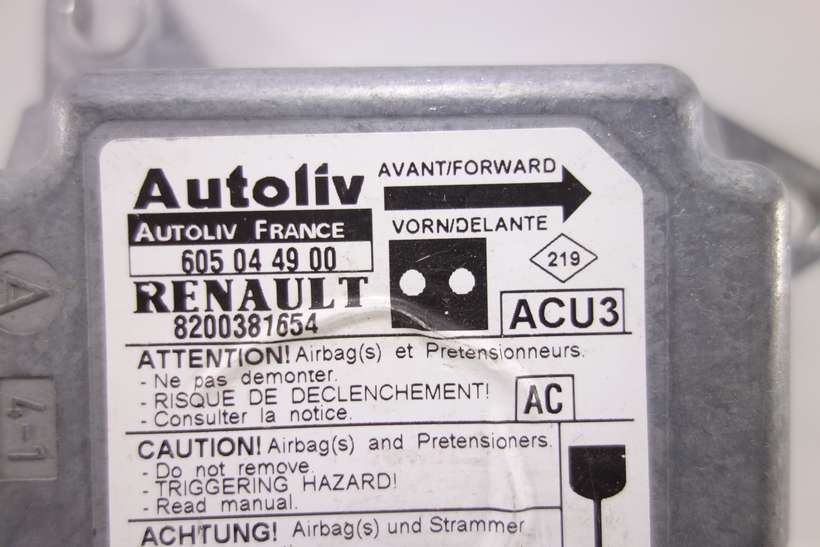 Autoliv
AUTOLIV FRANCE
605 04 49 00
RENAULT
8200381654
AVANT/FORWARD
VORN/DELANTE
219
ACU3
ATTENTION! Airbag(s) et Pretensionneurs.
- Ne pas demonter.
- RISQUE DE DECLENCHEMENT!
- Consulter la notice.
AC
CAUTION! Airbag(s) and Pretensioners.
- Do not remove.
- TRIGGERING HAZARD!
- Read manual.
ACHTUNG! Airbag(s) und Strammer
A
4-1